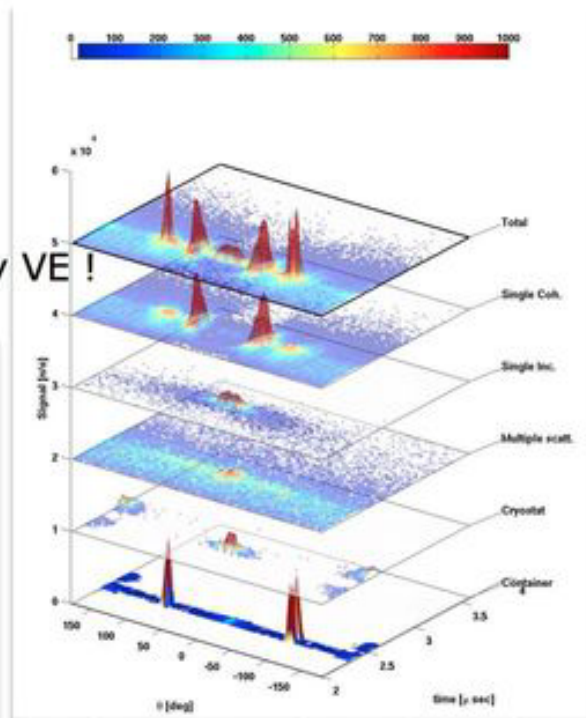 0 100 200 300 400 500 600 700 800 900 1000
x 10
4
6
5
4
3
2
1
0
Signal [n/s]
VE !
Total
Single Coh.
Single Inc.
Multiple scatt.
Cryostat
Container
150 100 50 0 -50 -100 -150
θ [deg]
2 2.5 3 3.5 4
time [μ sec]